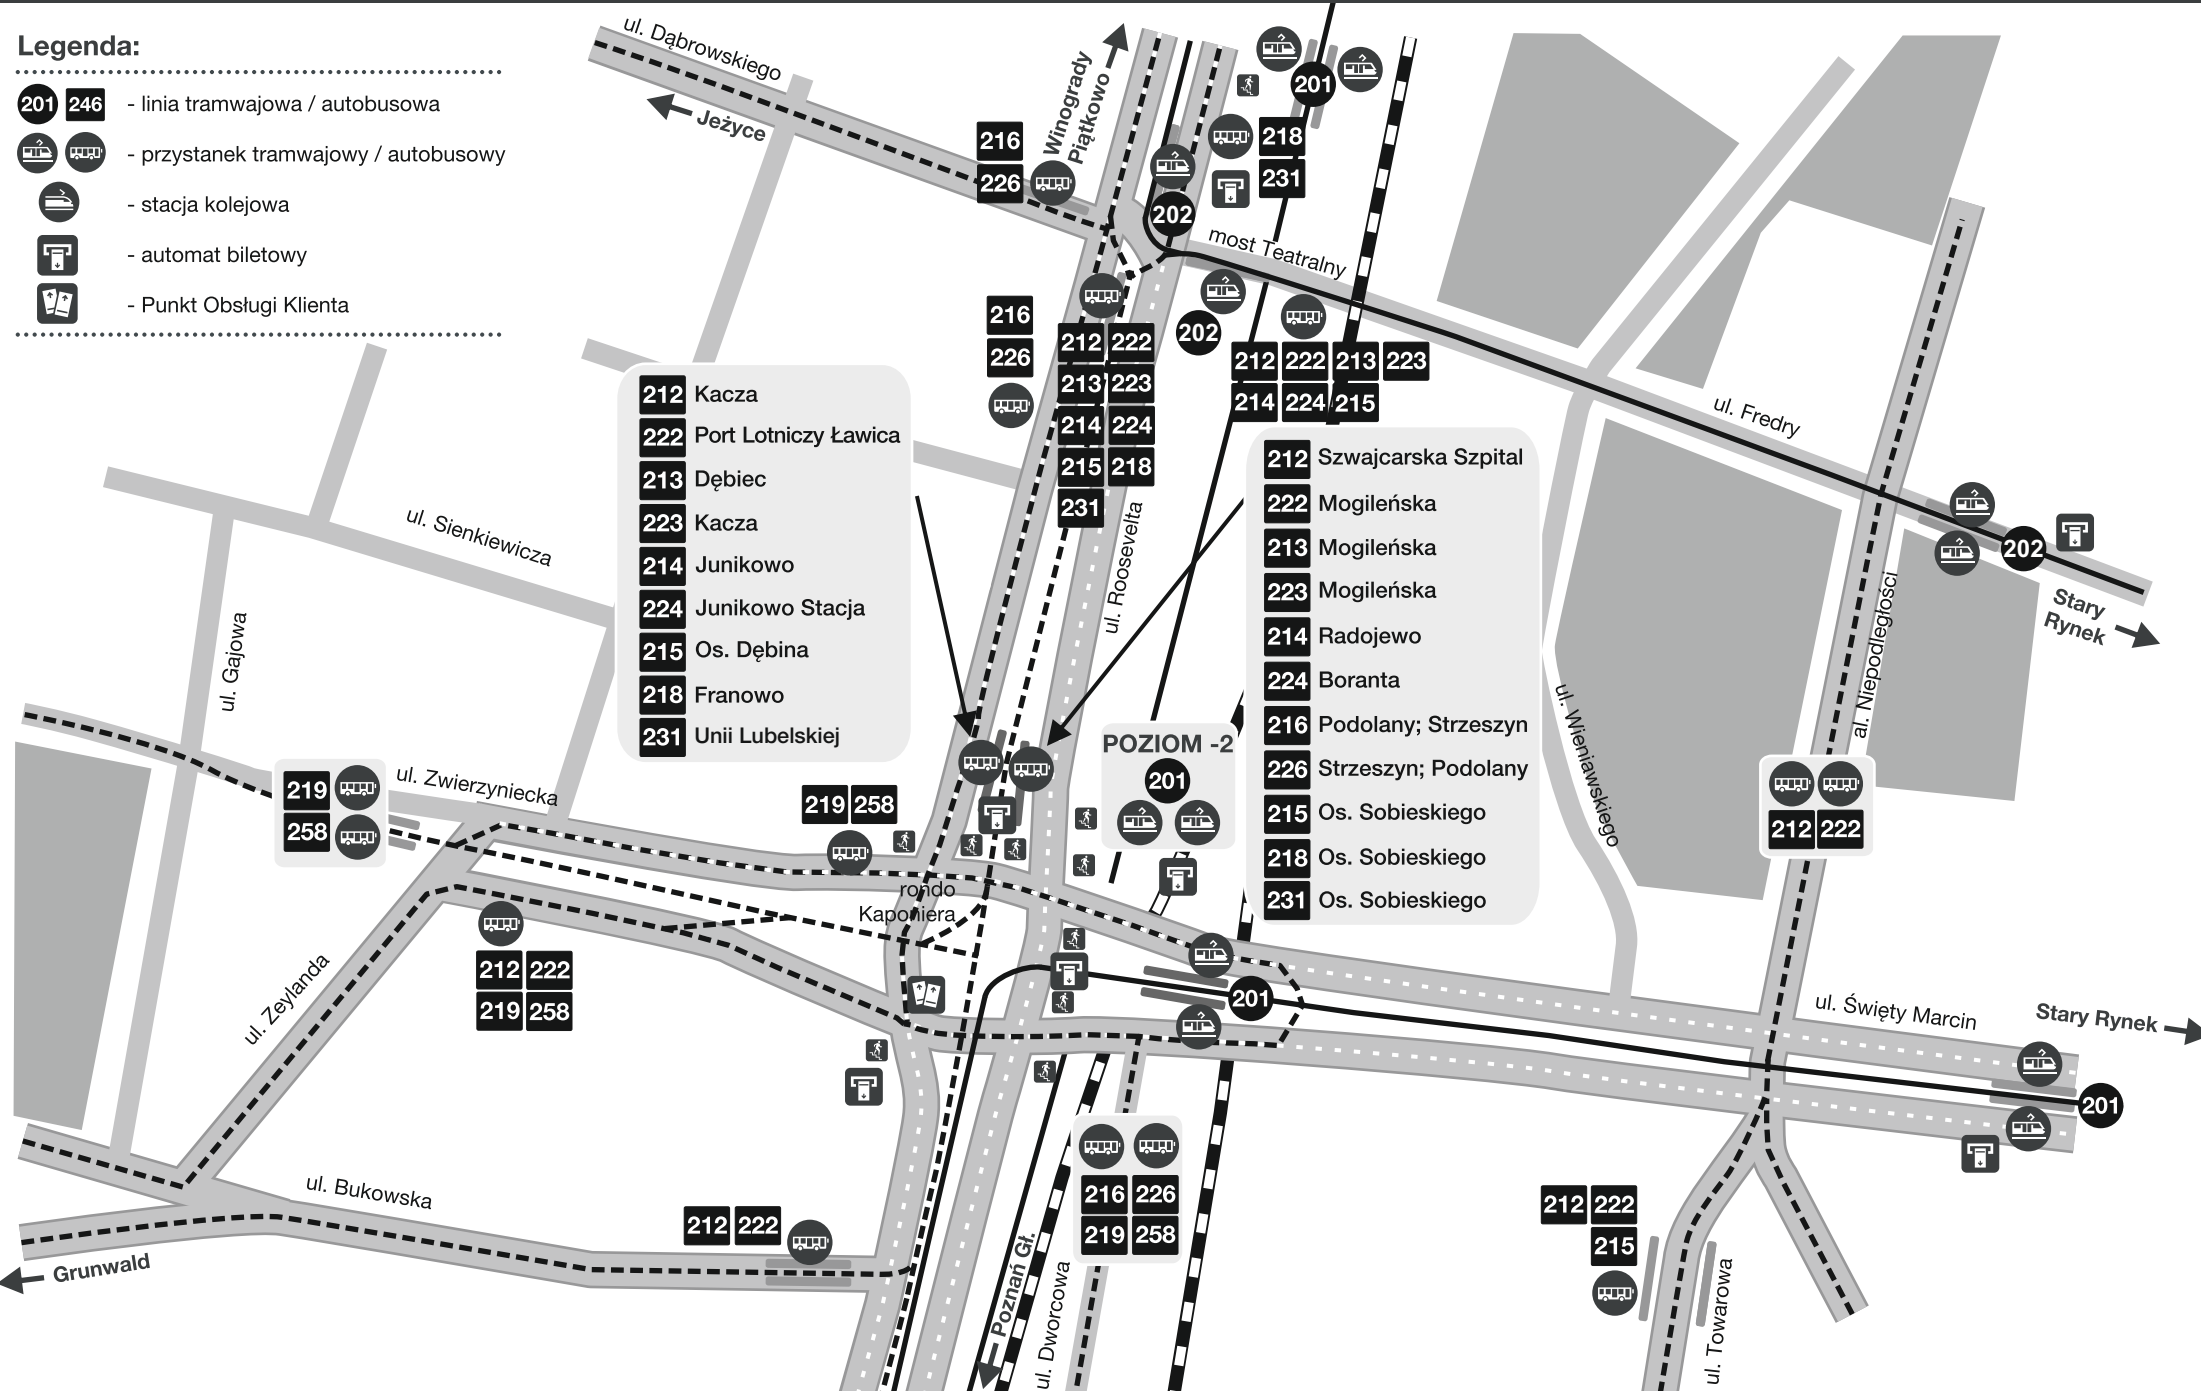 Legenda:
201 246 - linia tramwajowa / autobusowa
- przystanek tramwajowy / autobusowy
- stacja kolejowa
- automat biletowy
- Punkt Obsługi Klienta
ul. Dąbrowskiego
Jeżyce
Winogrady
Piątkowo
216
226
201
218
231
202
most Teatralny
202
216
226
212 222
213 223
214 224
215 218
231
212 222 213 223
214 224 215
ul. Fredry
202
Stary
Rynek
212 Kacza
222 Port Lotniczy Ławica
213 Dębiec
223 Kacza
214 Junikowo
224 Junikowo Stacja
215 Os. Dębina
218 Franowo
231 Unii Lubelskiej
212 Szwajcarska Szpital
222 Mogileńska
213 Mogileńska
223 Mogileńska
214 Radojewo
224 Boranta
216 Podolany; Strzeszyn
226 Strzeszyn; Podolany
215 Os. Sobieskiego
218 Os. Sobieskiego
231 Os. Sobieskiego
ul. Sienkiewicza
ul. Gajowa
ul. Roosevelta
ul. Wieniawskiego
al. Niepodległości
POZIOM -2
201
219
258
ul. Zwierzyniecka
219 258
212 222
rondo
Kaponiera
212 222
219 258
ul. Zeylanda
201
ul. Święty Marcin
Stary Rynek
201
216 226
219 258
ul. Bukowska
212 222
Grunwald
Poznań Gł.
ul. Dworcowa
212 222
215
ul. Towarowa